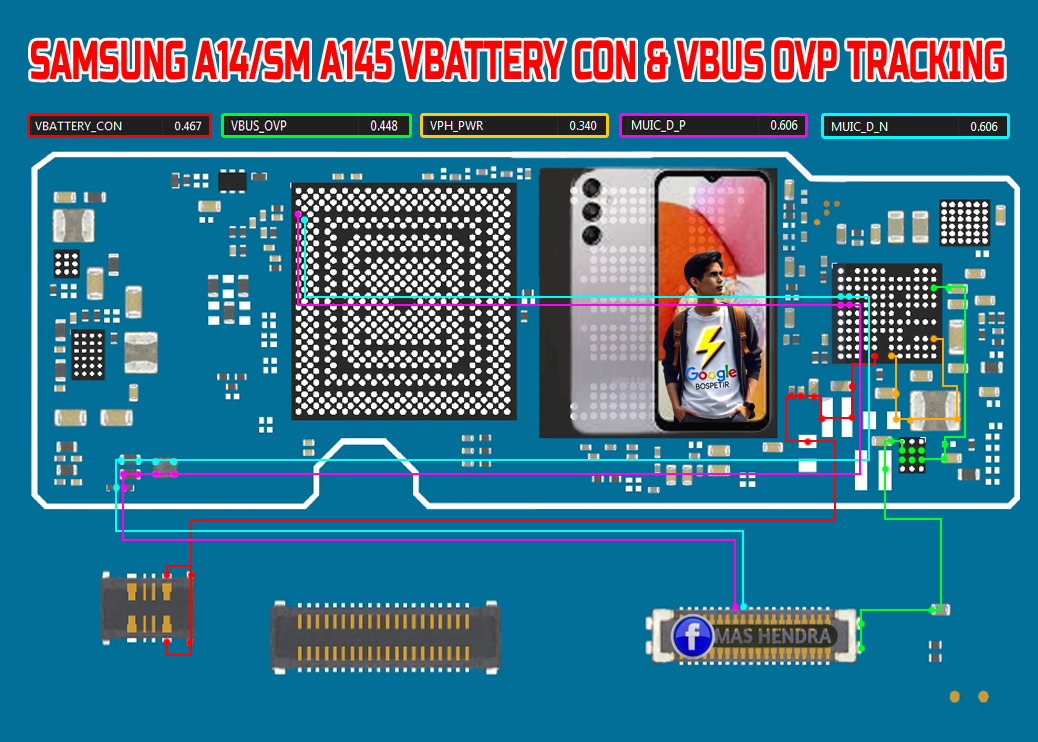 SAMSUNG A14/SM A145 VBATTERY CON & VBUS OVP TRACKING
VBATTERY_CON 0.467
VBUS_OVP 0.448
VPH_PWR 0.340
MUIC_D_P 0.606
MUIC_D_N 0.606
Google
BOSPETIR
f MAS HENDRA